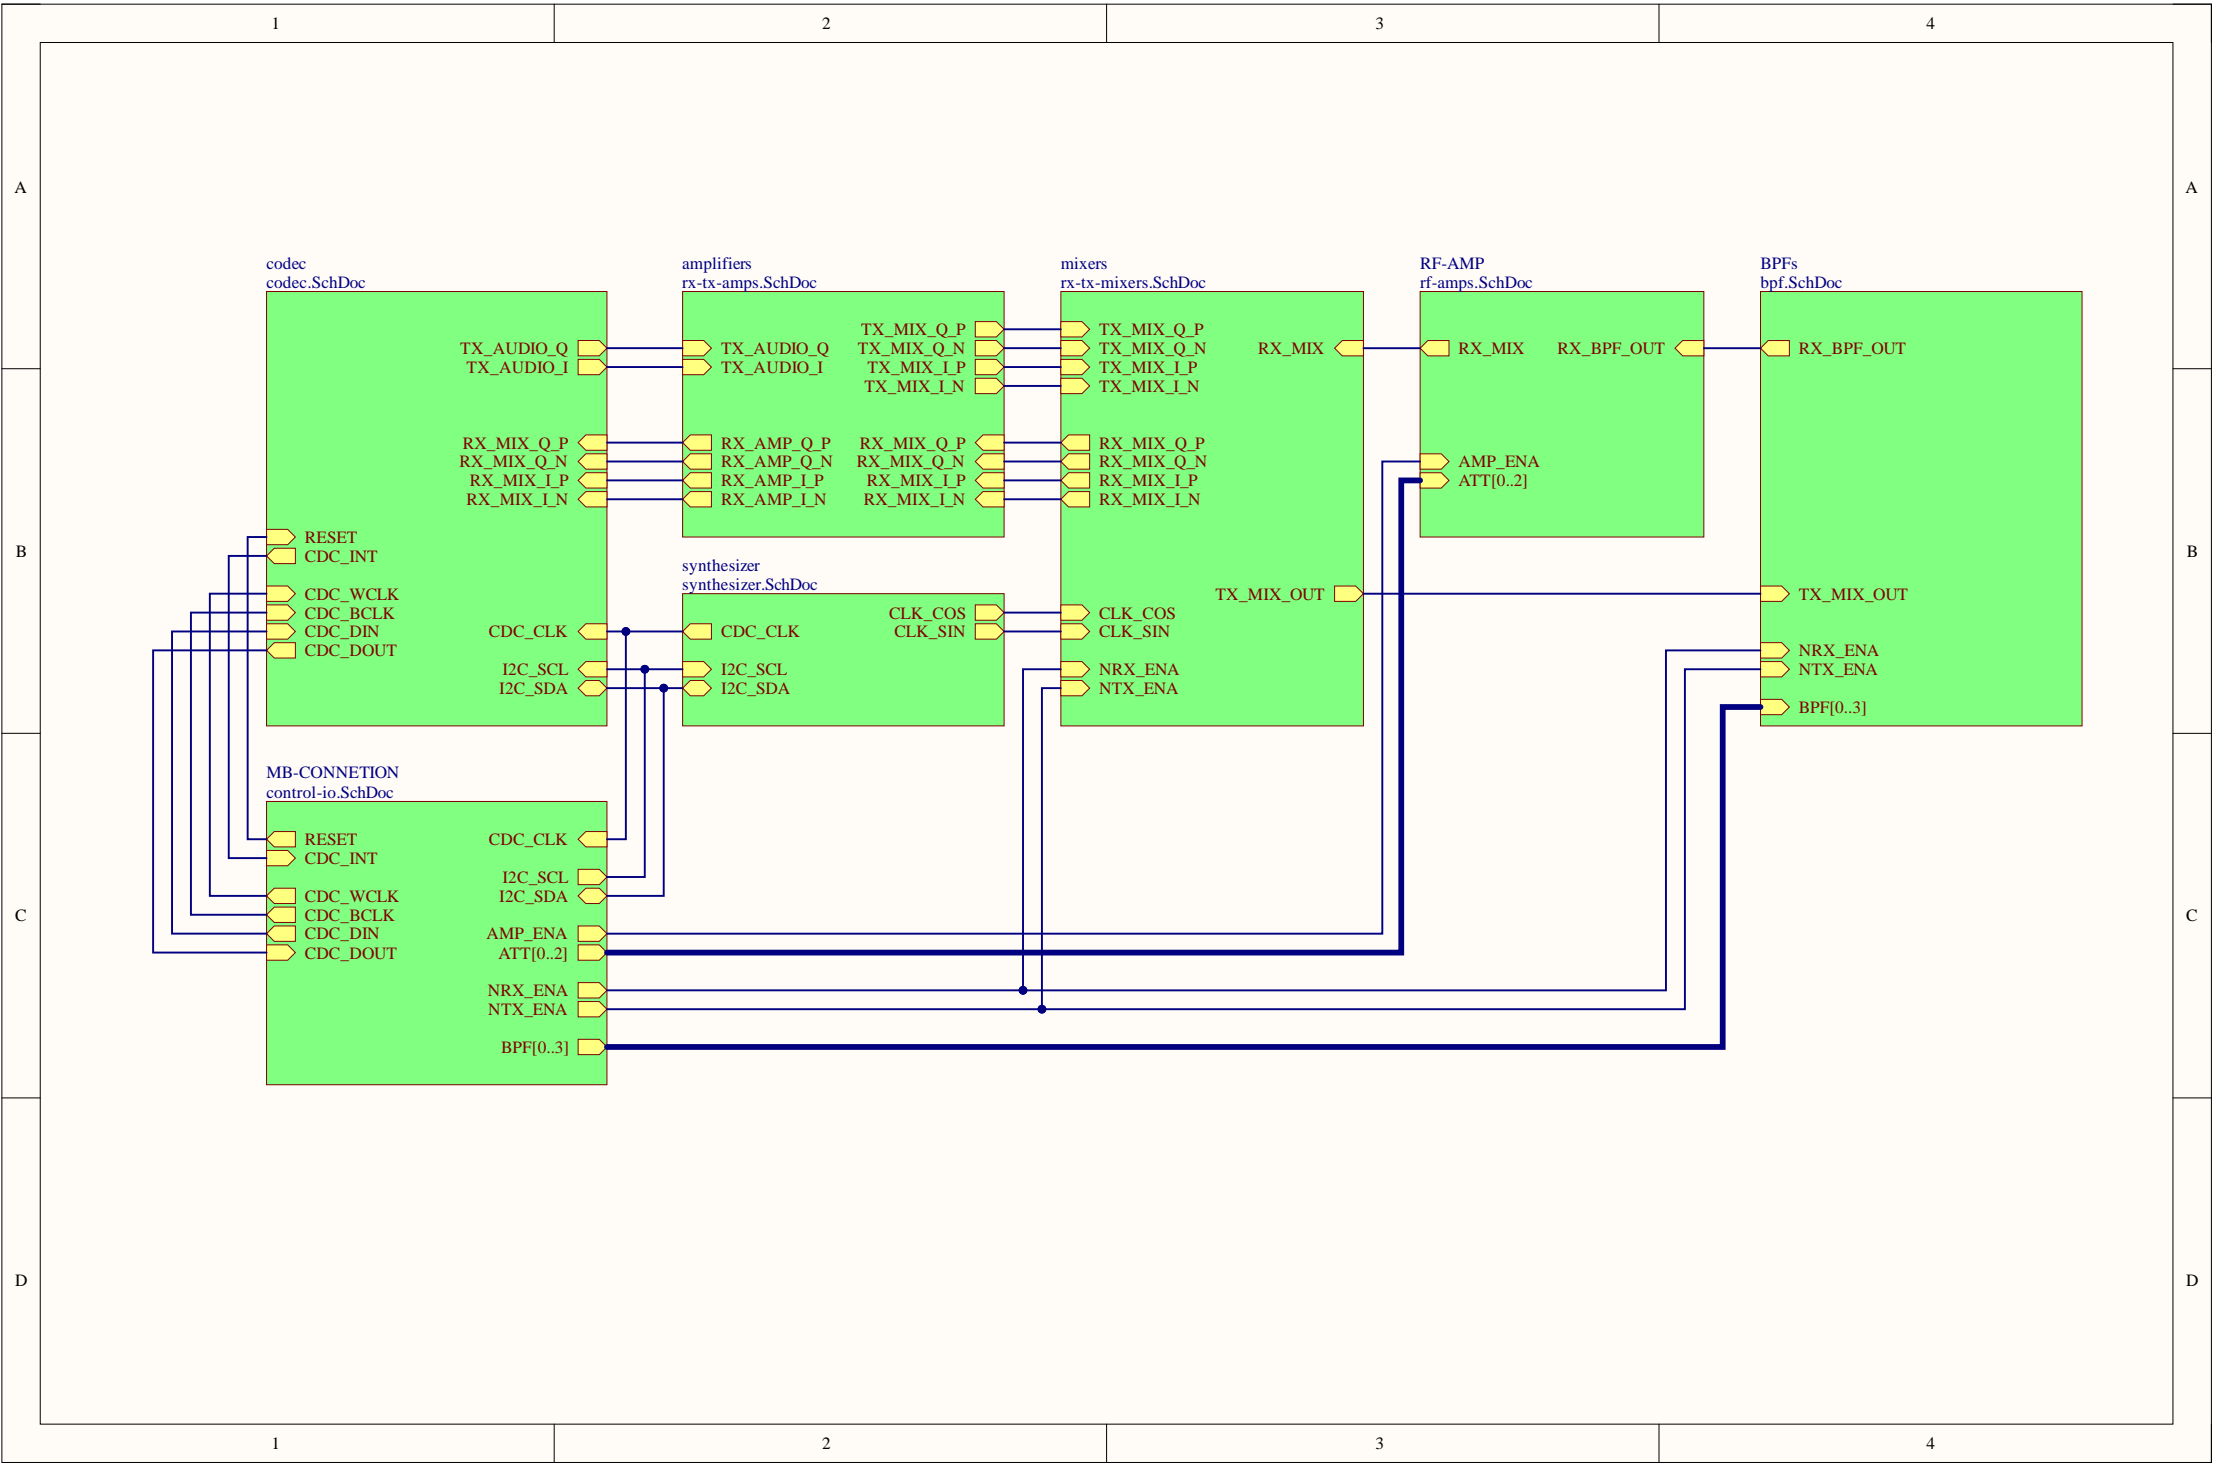 1 2 3 4
A A
codec
codec.SchDoc
TX_AUDIO_Q
TX_AUDIO_I
RX_MIX_Q_P
RX_MIX_Q_N
RX_MIX_I_P
RX_MIX_I_N
RESET
CDC_INT
CDC_WCLK
CDC_BCLK
CDC_DIN
CDC_DOUT
CDC_CLK
I2C_SCL
I2C_SDA
amplifiers
rx-tx-amps.SchDoc
TX_MIX_Q_P
TX_AUDIO_Q TX_MIX_Q_N
TX_AUDIO_I TX_MIX_I_P
TX_MIX_I_N
RX_AMP_Q_P RX_MIX_Q_P
RX_AMP_Q_N RX_MIX_Q_N
RX_AMP_I_P RX_MIX_I_P
RX_AMP_I_N RX_MIX_I_N
synthesizer
synthesizer.SchDoc
CLK_COS
CDC_CLK CLK_SIN
I2C_SCL
I2C_SDA
mixers
rx-tx-mixers.SchDoc
TX_MIX_Q_P
TX_MIX_Q_N RX_MIX
TX_MIX_I_P
TX_MIX_I_N
RX_MIX_Q_P
RX_MIX_Q_N
RX_MIX_I_P
RX_MIX_I_N
TX_MIX_OUT
CLK_COS
CLK_SIN
NRX_ENA
NTX_ENA
RF-AMP
rf-amps.SchDoc
RX_MIX RX_BPF_OUT
AMP_ENA
ATT[0..2]
BPFs
bpf.SchDoc
RX_BPF_OUT
TX_MIX_OUT
NRX_ENA
NTX_ENA
BPF[0..3]
B B
MB-CONNETION
control-io.SchDoc
RESET CDC_CLK
CDC_INT
I2C_SCL
CDC_WCLK I2C_SDA
CDC_BCLK
CDC_DIN AMP_ENA
CDC_DOUT ATT[0..2]
NRX_ENA
NTX_ENA
BPF[0..3]
C C
D D
1 2 3 4